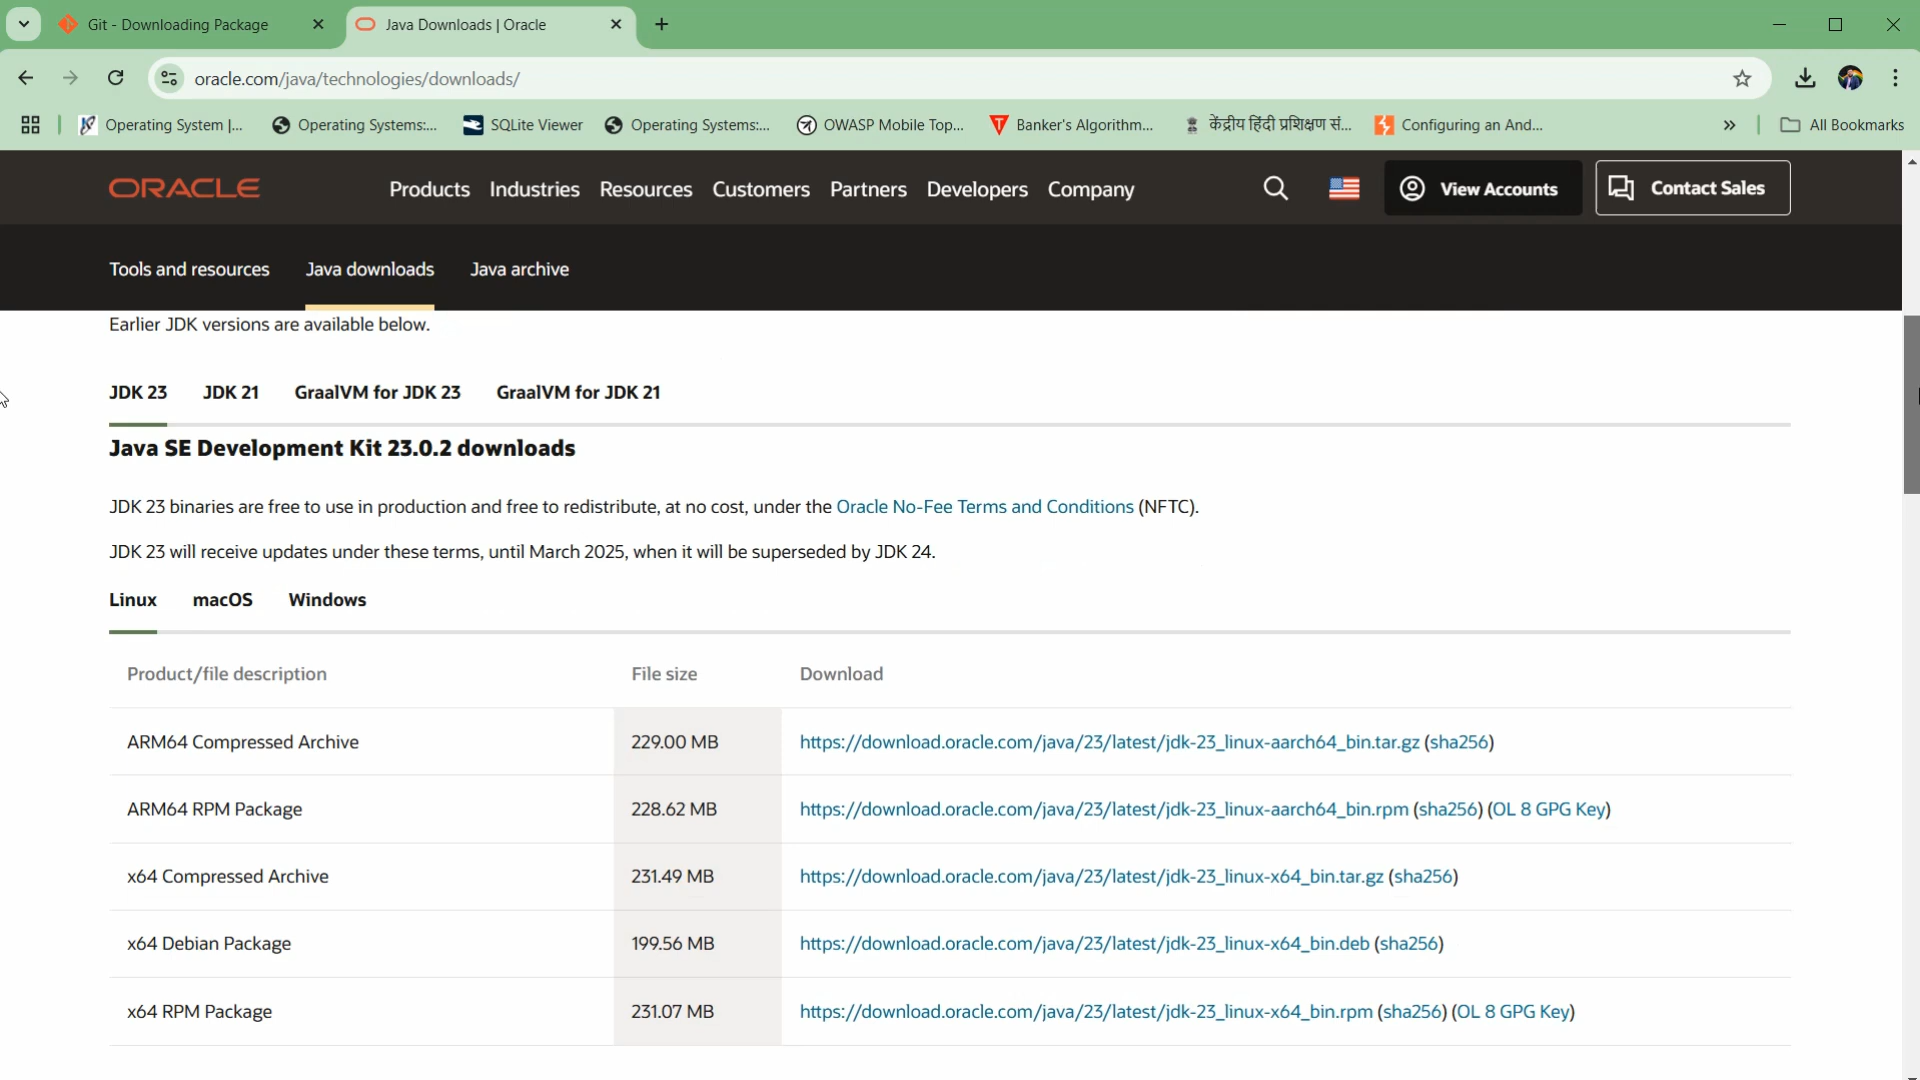 Git - Downloading Package
Java Downloads | Oracle
oracle.com/java/technologies/downloads/
Operating System |...
Operating Systems:...
SQLite Viewer
Operating Systems:...
OWASP Mobile Top...
Banker's Algorithm...
केंद्रीय हिंदी प्रशिक्षण सं...
Configuring an And...
»
All Bookmarks
ORACLE
Products Industries Resources Customers Partners Developers Company
View Accounts
Contact Sales
Tools and resources Java downloads Java archive
Earlier JDK versions are available below.
JDK 23 JDK 21 GraalVM for JDK 23 GraalVM for JDK 21
Java SE Development Kit 23.0.2 downloads
JDK 23 binaries are free to use in production and free to redistribute, at no cost, under the Oracle No-Fee Terms and Conditions (NFTC).
JDK 23 will receive updates under these terms, until March 2025, when it will be superseded by JDK 24.
Linux macOS Windows
Product/file description File size Download
ARM64 Compressed Archive 229.00 MB https://download.oracle.com/java/23/latest/jdk-23_linux-aarch64_bin.tar.gz (sha256)
ARM64 RPM Package 228.62 MB https://download.oracle.com/java/23/latest/jdk-23_linux-aarch64_bin.rpm (sha256) (OL 8 GPG Key)
x64 Compressed Archive 231.49 MB https://download.oracle.com/java/23/latest/jdk-23_linux-x64_bin.tar.gz (sha256)
x64 Debian Package 199.56 MB https://download.oracle.com/java/23/latest/jdk-23_linux-x64_bin.deb (sha256)
x64 RPM Package 231.07 MB https://download.oracle.com/java/23/latest/jdk-23_linux-x64_bin.rpm (sha256) (OL 8 GPG Key)